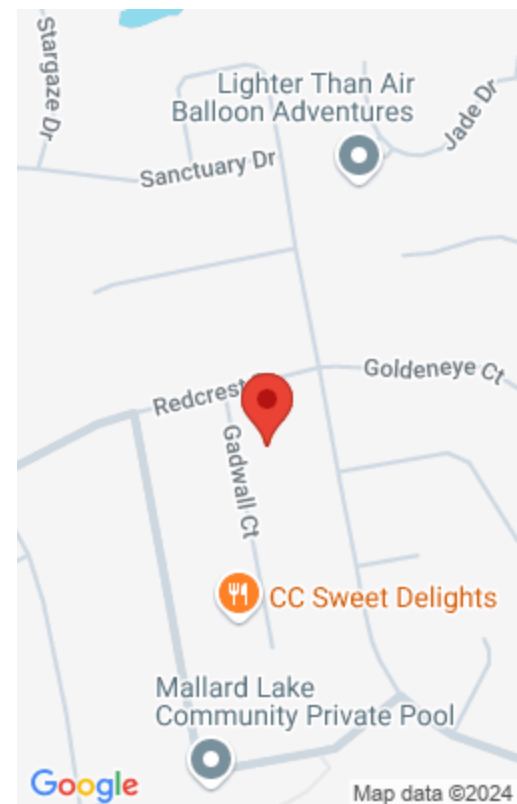 Stargaze Dr
Lighter Than Air
Balloon Adventures
Jade Dr
Sanctuary Dr
Goldeneye Ct
Redcrest
Gadwall Ct
CC Sweet Delights
Mallard Lake
Community Private Pool
Google
Map data ©2024